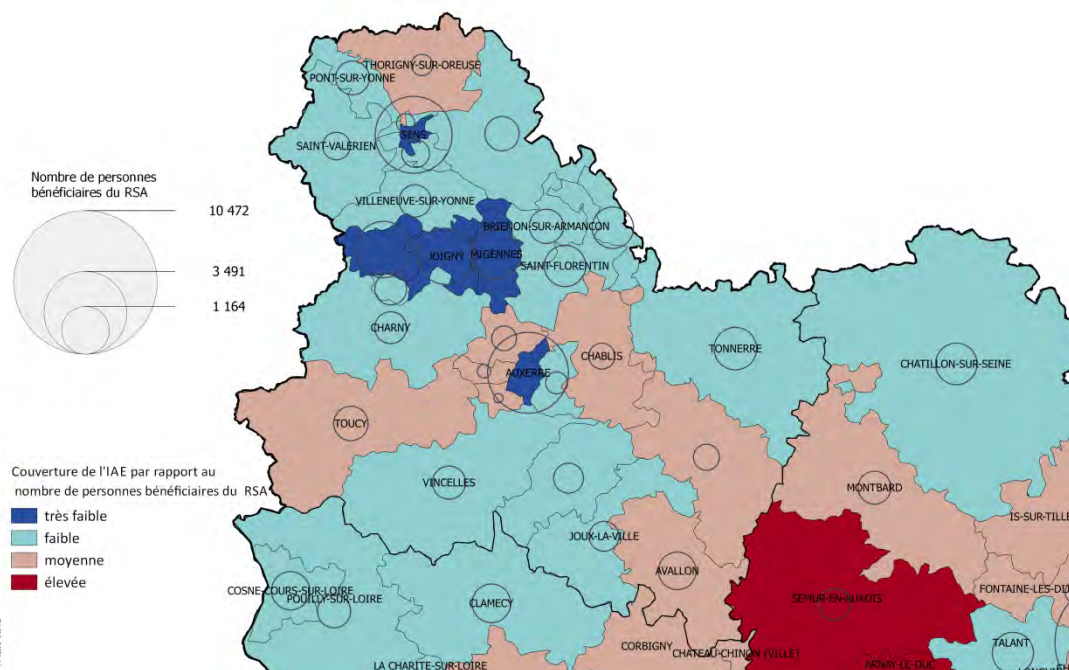 THORIGNY-SUR-OREUSE
PONT-SUR-YONNE
SENS
SAINT-VALERIEN
Nombre de personnes
bénéficiaires du RSA
10 472
3 491
1 164
VILLENEUVE-SUR-YONNE
BRIENON-SUR-ARMANCON
JOIGNY
MIGENNES
SAINT-FLORENTIN
CHARNY
TONNERRE
CHABLIS
CHATILLON-SUR-SEINE
AUXERRE
TOUCY
Couverture de l'IAE par rapport au
nombre de personnes bénéficiaires du RSA
très faible
faible
moyenne
élevée
VINCELLES
MONTBARD
IS-SUR-TILLE
JOUX-LA-VILLE
AVALLON
COSNE-COURS-SUR-LOIRE
POUILLY-SUR-LOIRE
CLAMECY
SEMUR-EN-AUXOIS
FONTAINE-LES-DI
CORBIGNY
CHATEAU-CHINON (VILLE)
TALANT
LA CHARITE-SUR-LOIRE
ARNAY-LE-DUC